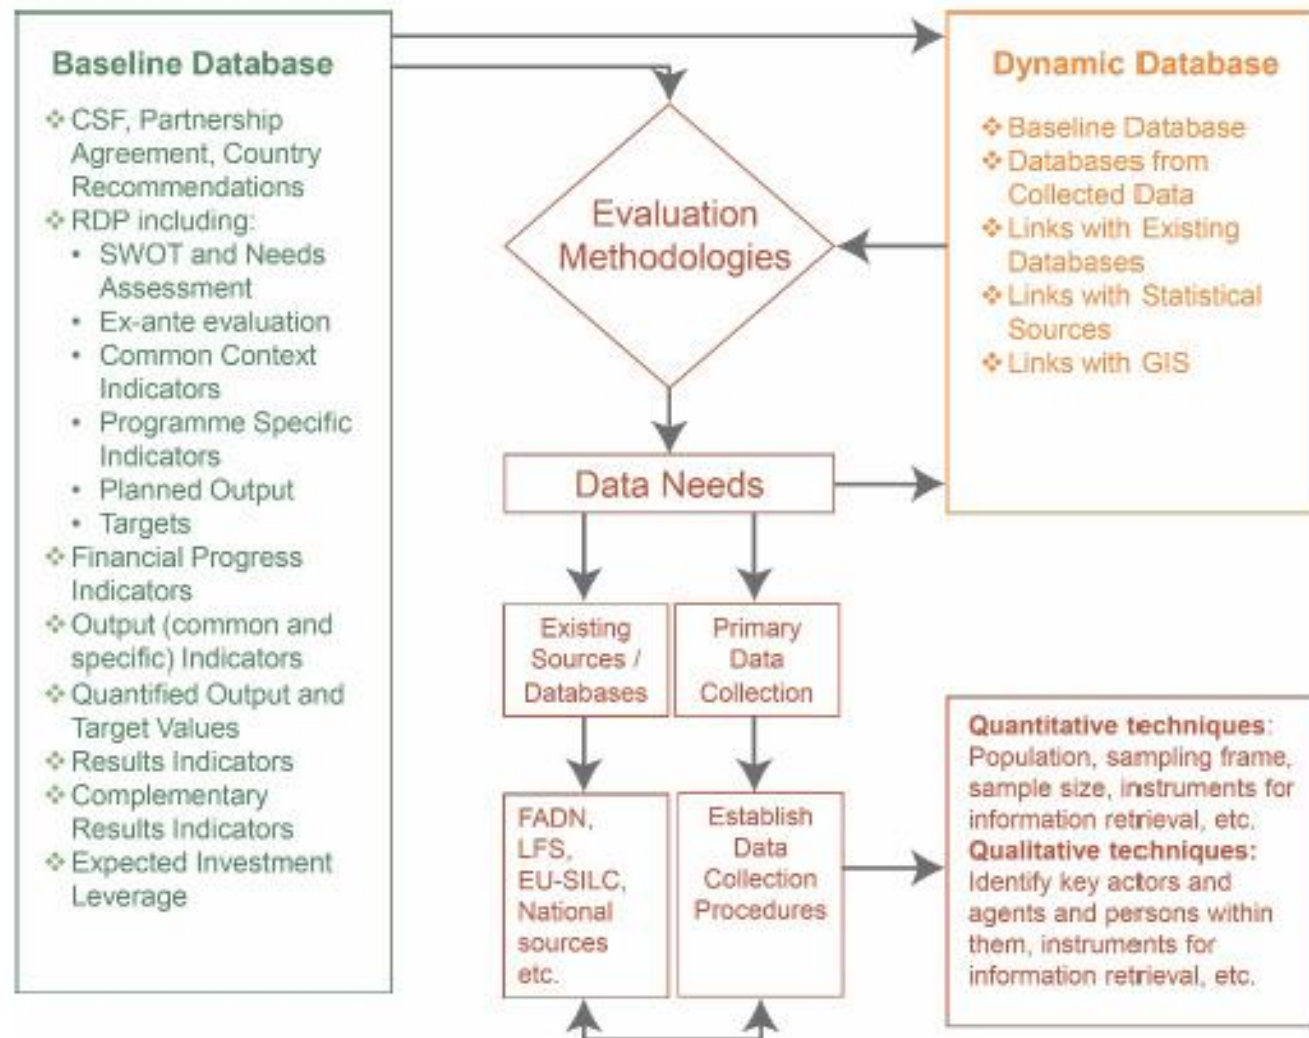 Baseline Database
❖ CSF, Partnership
Agreement, Country
Recommendations
❖ RDP including:
• SWOT and Needs
Assessment
• Ex-ante evaluation
• Common Context
Indicators
• Programme Specific
Indicators
• Planned Output
• Targets
❖ Financial Progress
Indicators
❖ Output (common and
specific) Indicators
❖ Quantified Output and
Target Values
❖ Results Indicators
❖ Complementary
Results Indicators
❖ Expected Investment
Leverage
Evaluation
Methodologies
Dynamic Database
❖ Baseline Database
❖ Databases from
Collected Data
❖ Links with Existing
Databases
❖ Links with Statistical
Sources
❖ Links with GIS
Data Needs
Existing
Sources /
Databases
Primary
Data
Collection
FADN,
LFS,
EU-SILC,
National
sources
etc.
Establish
Data
Collection
Procedures
Quantitative techniques:
Population, sampling frame,
sample size, instruments for
information retrieval, etc.
Qualitative techniques:
Identify key actors and
agents and persons within
them, instruments for
information retrieval, etc.